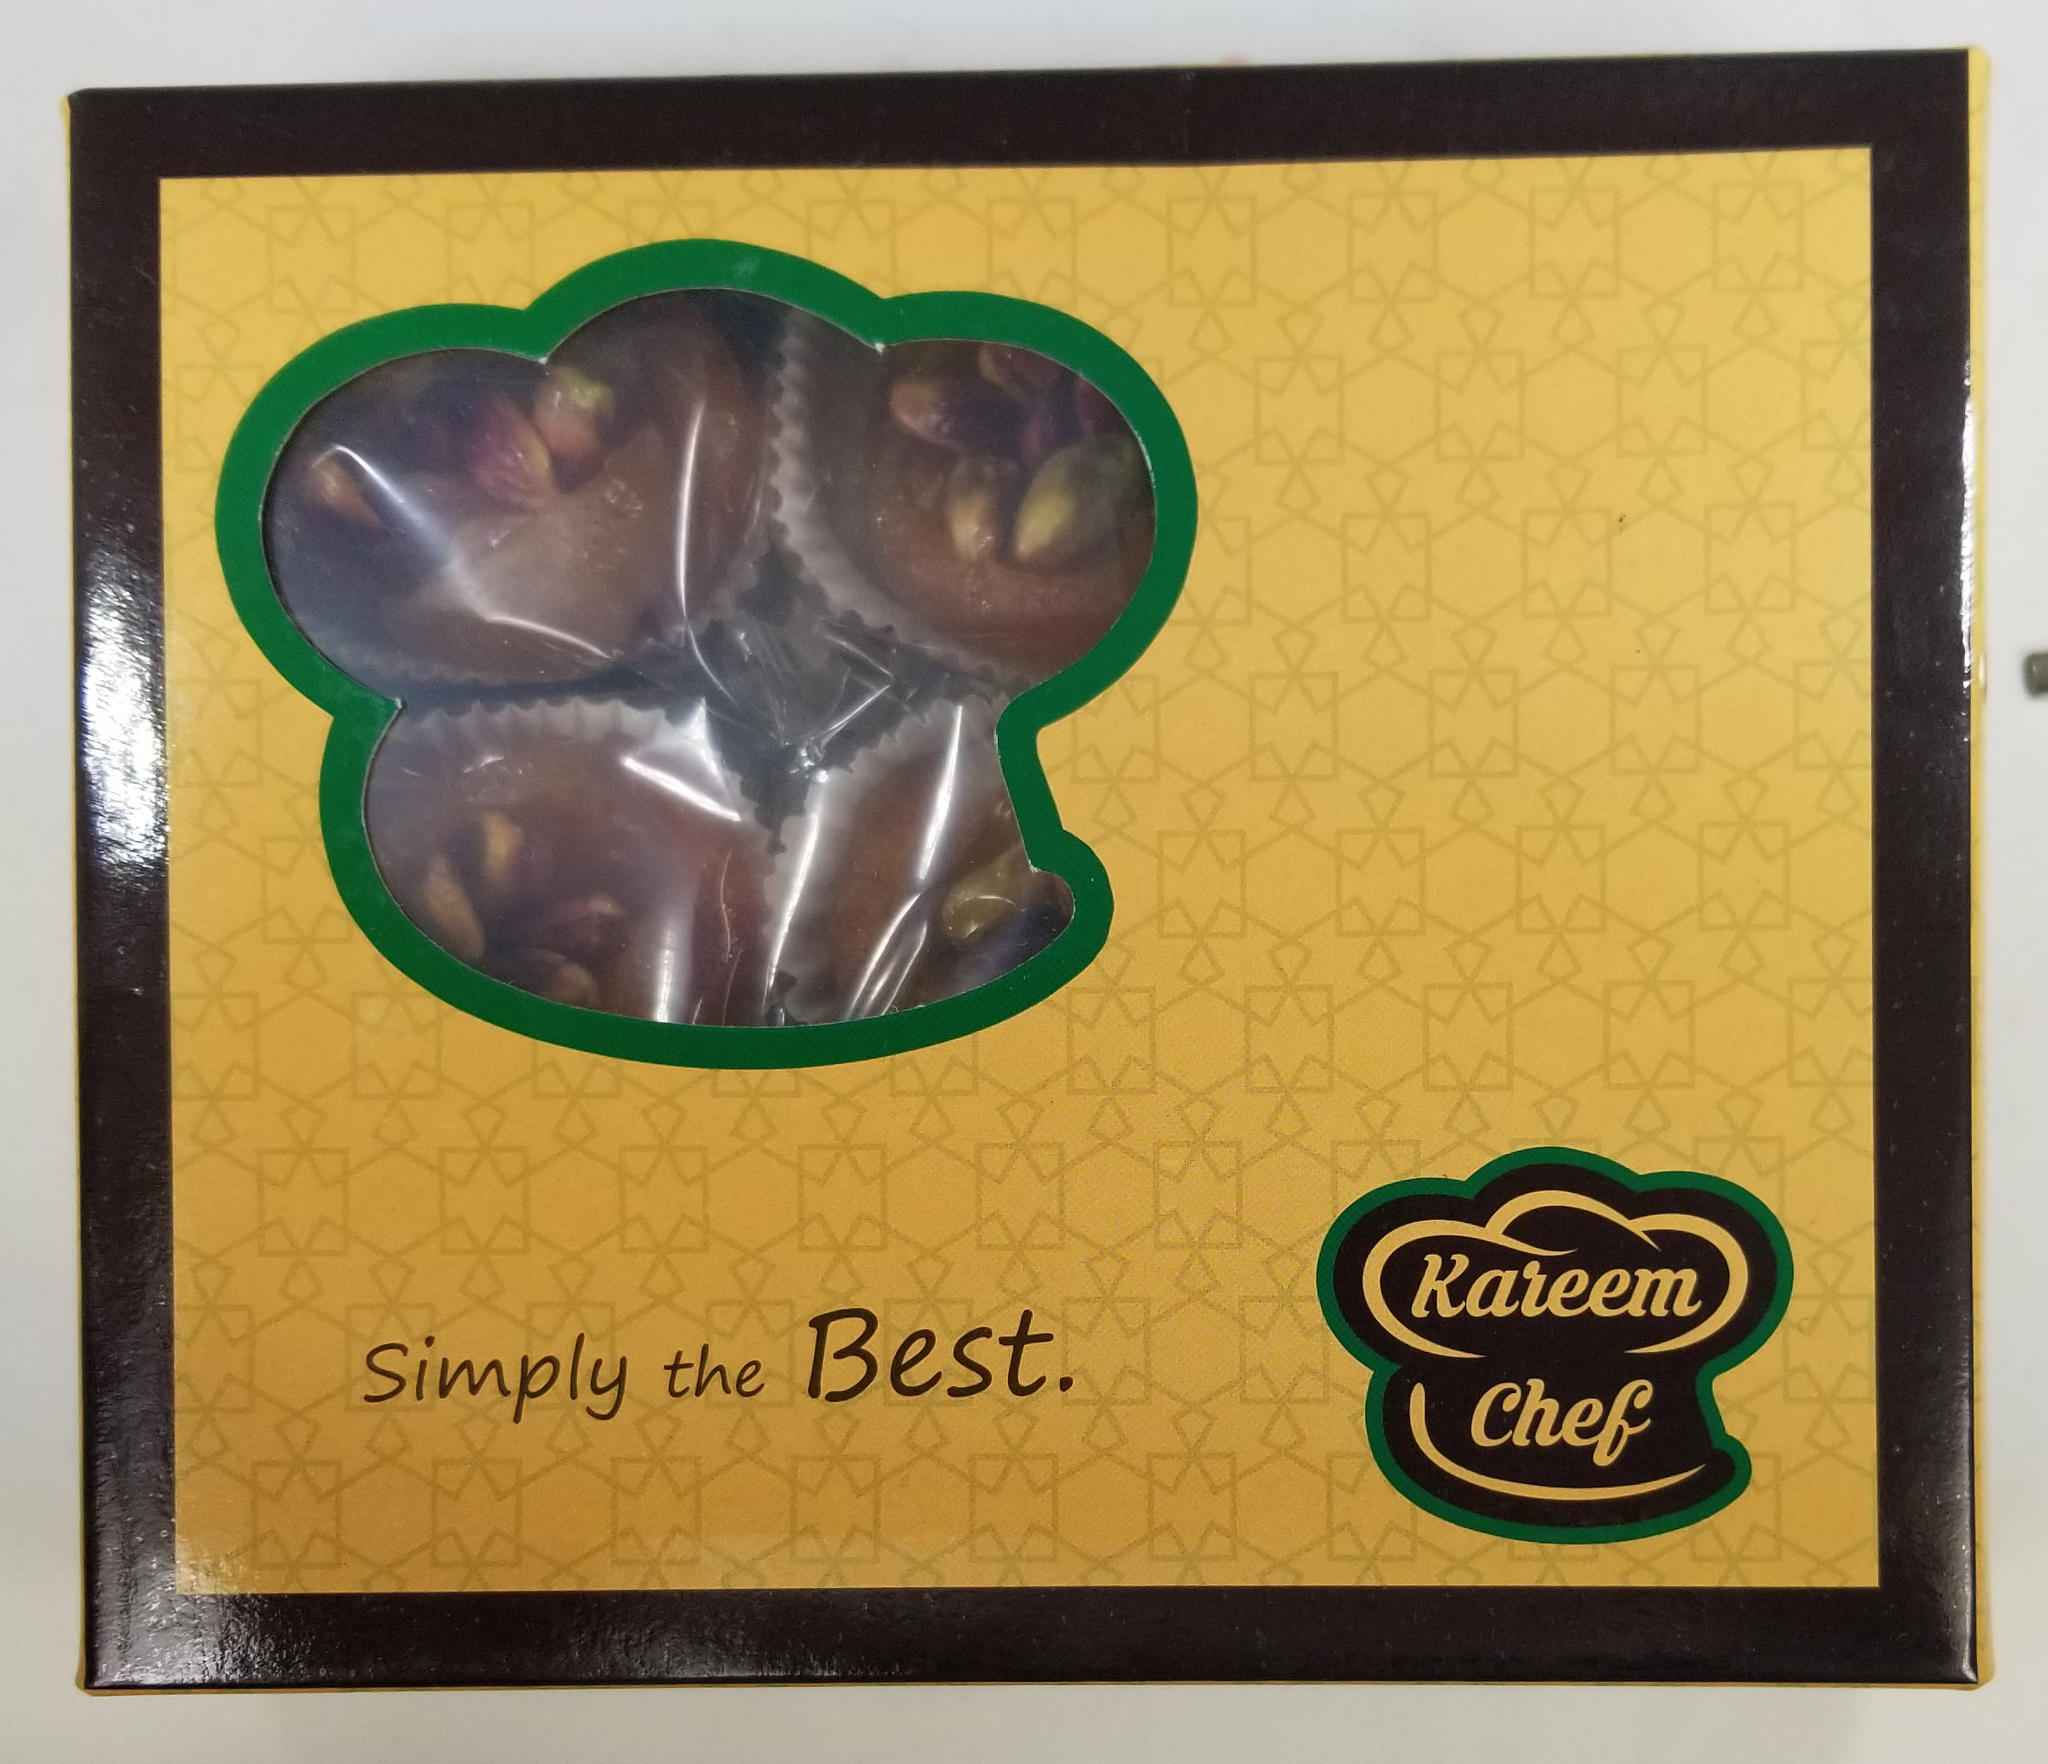 Simply the Best.
Kareem
Chef